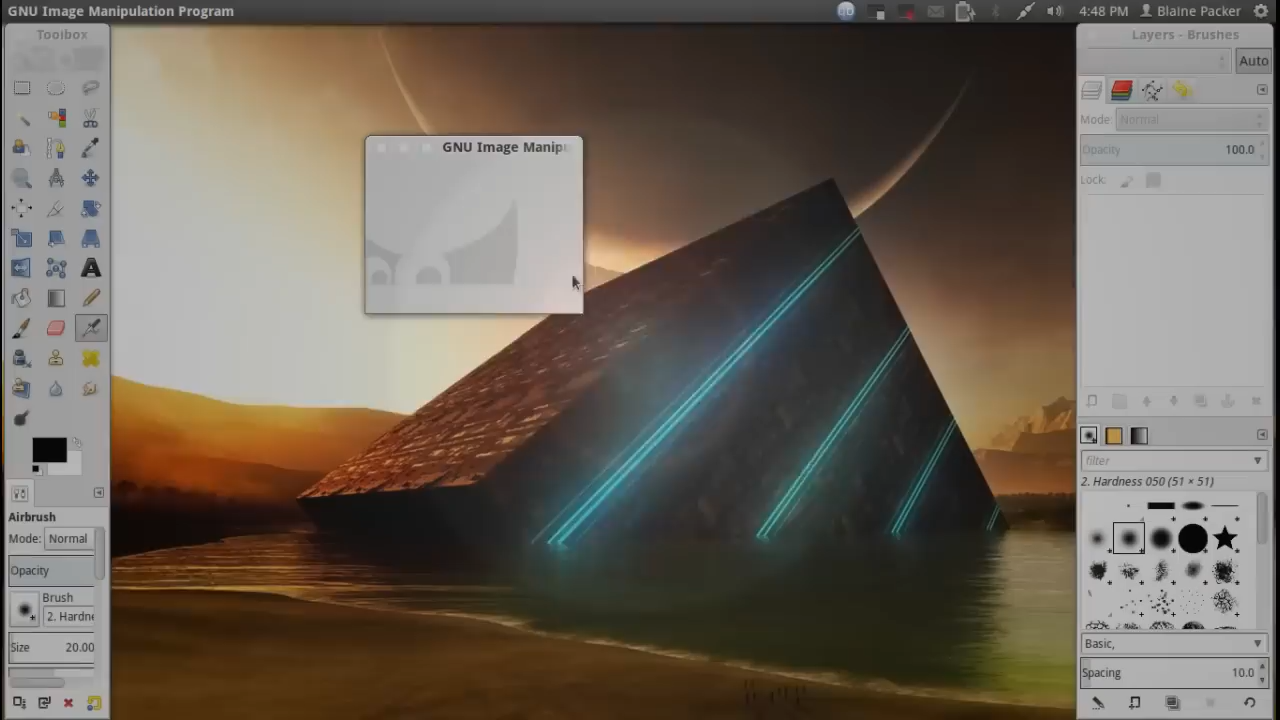 GNU Image Manipulation Program
4:48 PM
Blaine Packer
Toolbox
GNU Image Manip
Layers - Brushes
Auto
Mode: Normal
Opacity 100.0
Lock:
filter
2. Hardness 050 (51 × 51)
Basic,
Spacing 10.0
Airbrush
Mode: Normal
Opacity
Brush
2. Hardne
Size 20.00